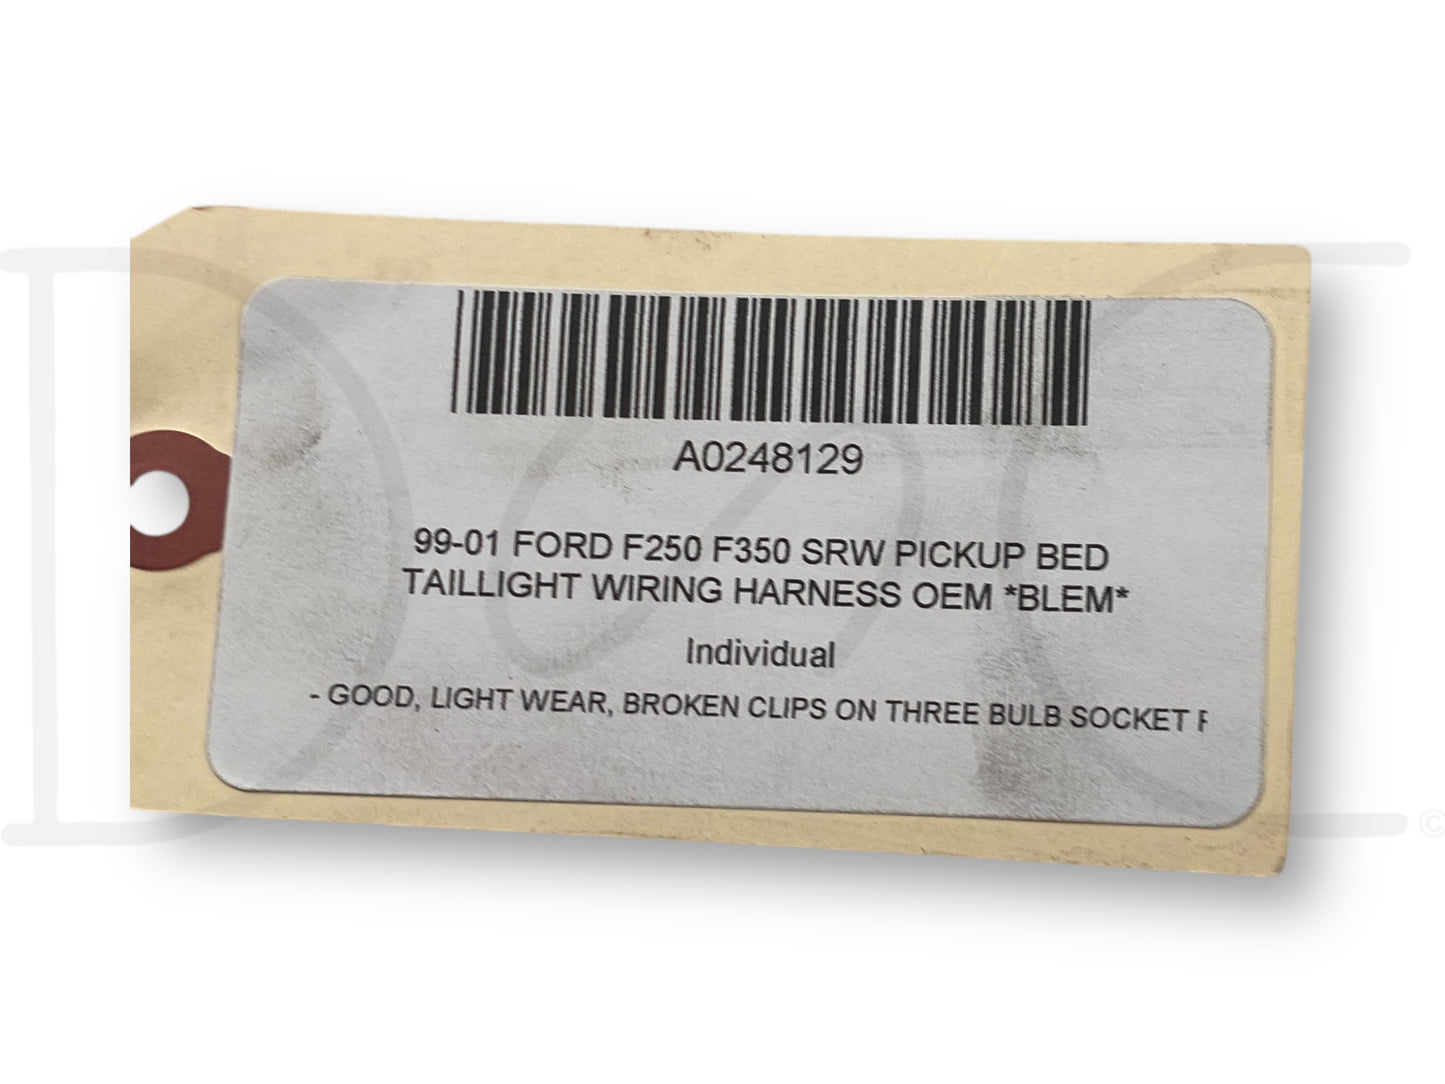 A0248129
99-01 FORD F250 F350 SRW PICKUP BED
TAILLIGHT WIRING HARNESS OEM *BLEM*
Individual
- GOOD, LIGHT WEAR, BROKEN CLIPS ON THREE BULB SOCKET